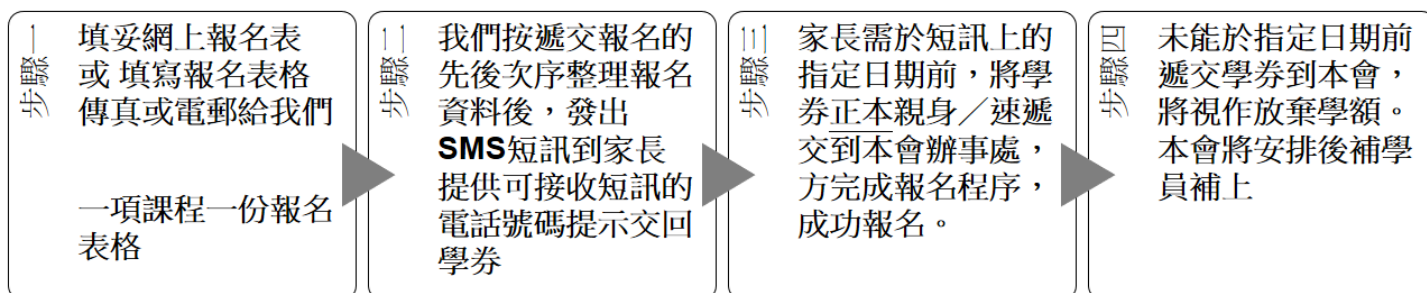 步驟一
填妥網上報名表
或 填寫報名表格
傳真或電郵給我們
一項課程一份報名
表格
步驟二
我們按遞交報名的
先後次序整理報名
資料後，發出
SMS短訊到家長
提供可接收短訊的
電話號碼提示交回
學券
步驟三
家長需於短訊上的
指定日期前，將學
券正本親身／速遞
交到本會辦事處，
方完成報名程序，
成功報名。
步驟四
未能於指定日期前
遞交學券到本會，
將視作放棄學額。
本會將安排後補學
員補上